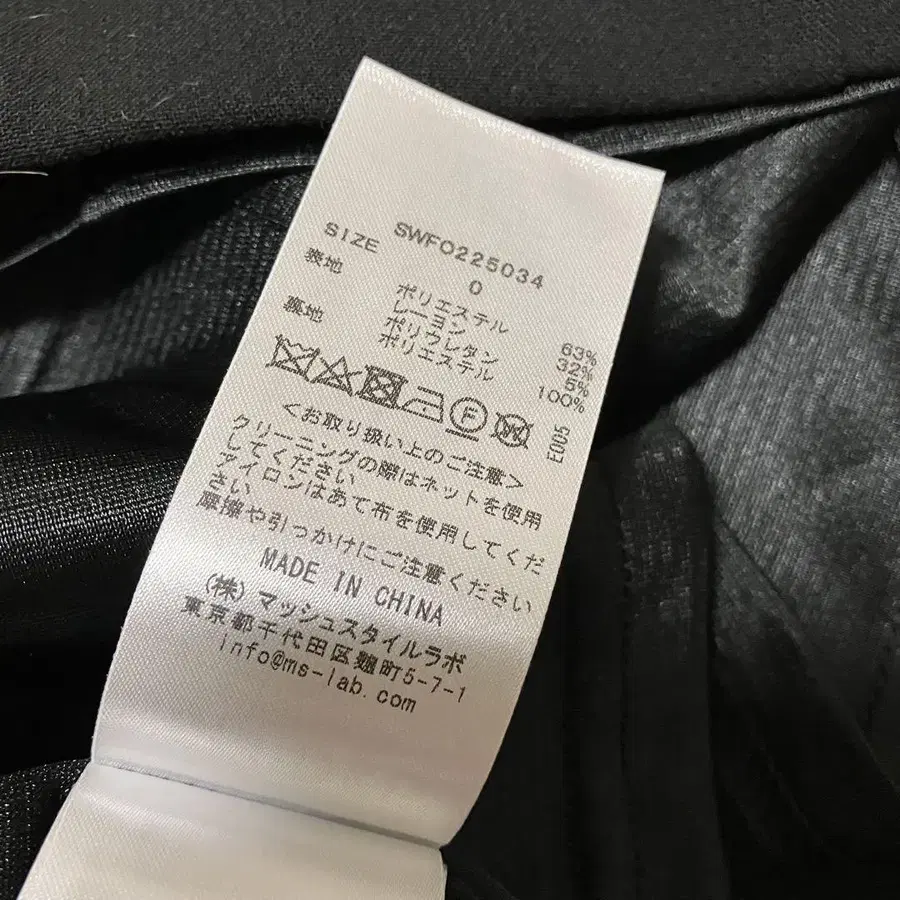 SWFO225034
SIZE 0
表地 ポリエステル 63%
レーヨン 32%
ポリウレタン 5%
裏地 ポリエステル 100%
F W
E005
<お取り扱い上のご注意>
クリーニングの際はネットを使用
してください
アイロンはあて布を使用してくだ
さい
摩擦や引っかけにご注意ください
MADE IN CHINA
(株)マッシュスタイルラボ
東京都千代田区麹町5-7-1
info@ms-lab.com